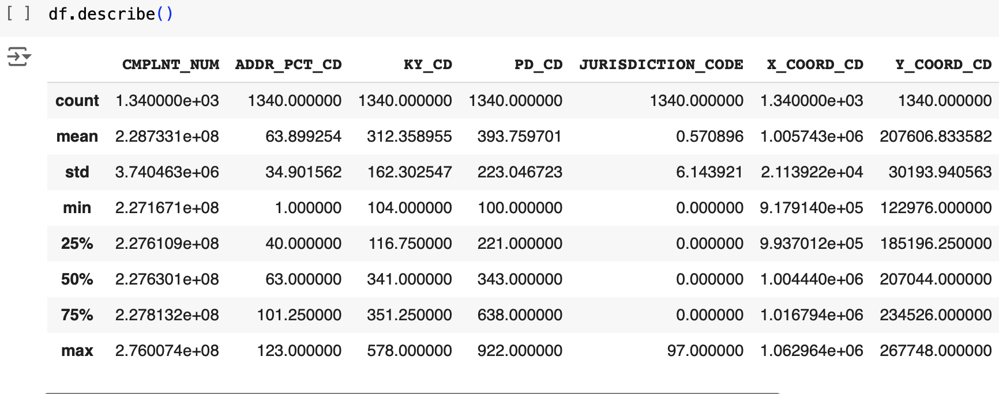 [ ] df.describe()
CMPLNT_NUM ADDR_PCT_CD KY_CD PD_CD JURISDICTION_CODE X_COORD_CD Y_COORD_CD
count 1.340000e+03 1340.000000 1340.000000 1340.000000 1340.000000 1.340000e+03 1340.000000
mean 2.287331e+08 63.899254 312.358955 393.759701 0.570896 1.005743e+06 207606.833582
std 3.740463e+06 34.901562 162.302547 223.046723 6.143921 2.113922e+04 30193.940563
min 2.271671e+08 1.000000 104.000000 100.000000 0.000000 9.179140e+05 122976.000000
25% 2.276109e+08 40.000000 116.750000 221.000000 0.000000 9.937012e+05 185196.250000
50% 2.276301e+08 63.000000 341.000000 343.000000 0.000000 1.004440e+06 207044.000000
75% 2.278132e+08 101.250000 351.250000 638.000000 0.000000 1.016794e+06 234526.000000
max 2.760074e+08 123.000000 578.000000 922.000000 97.000000 1.062964e+06 267748.000000